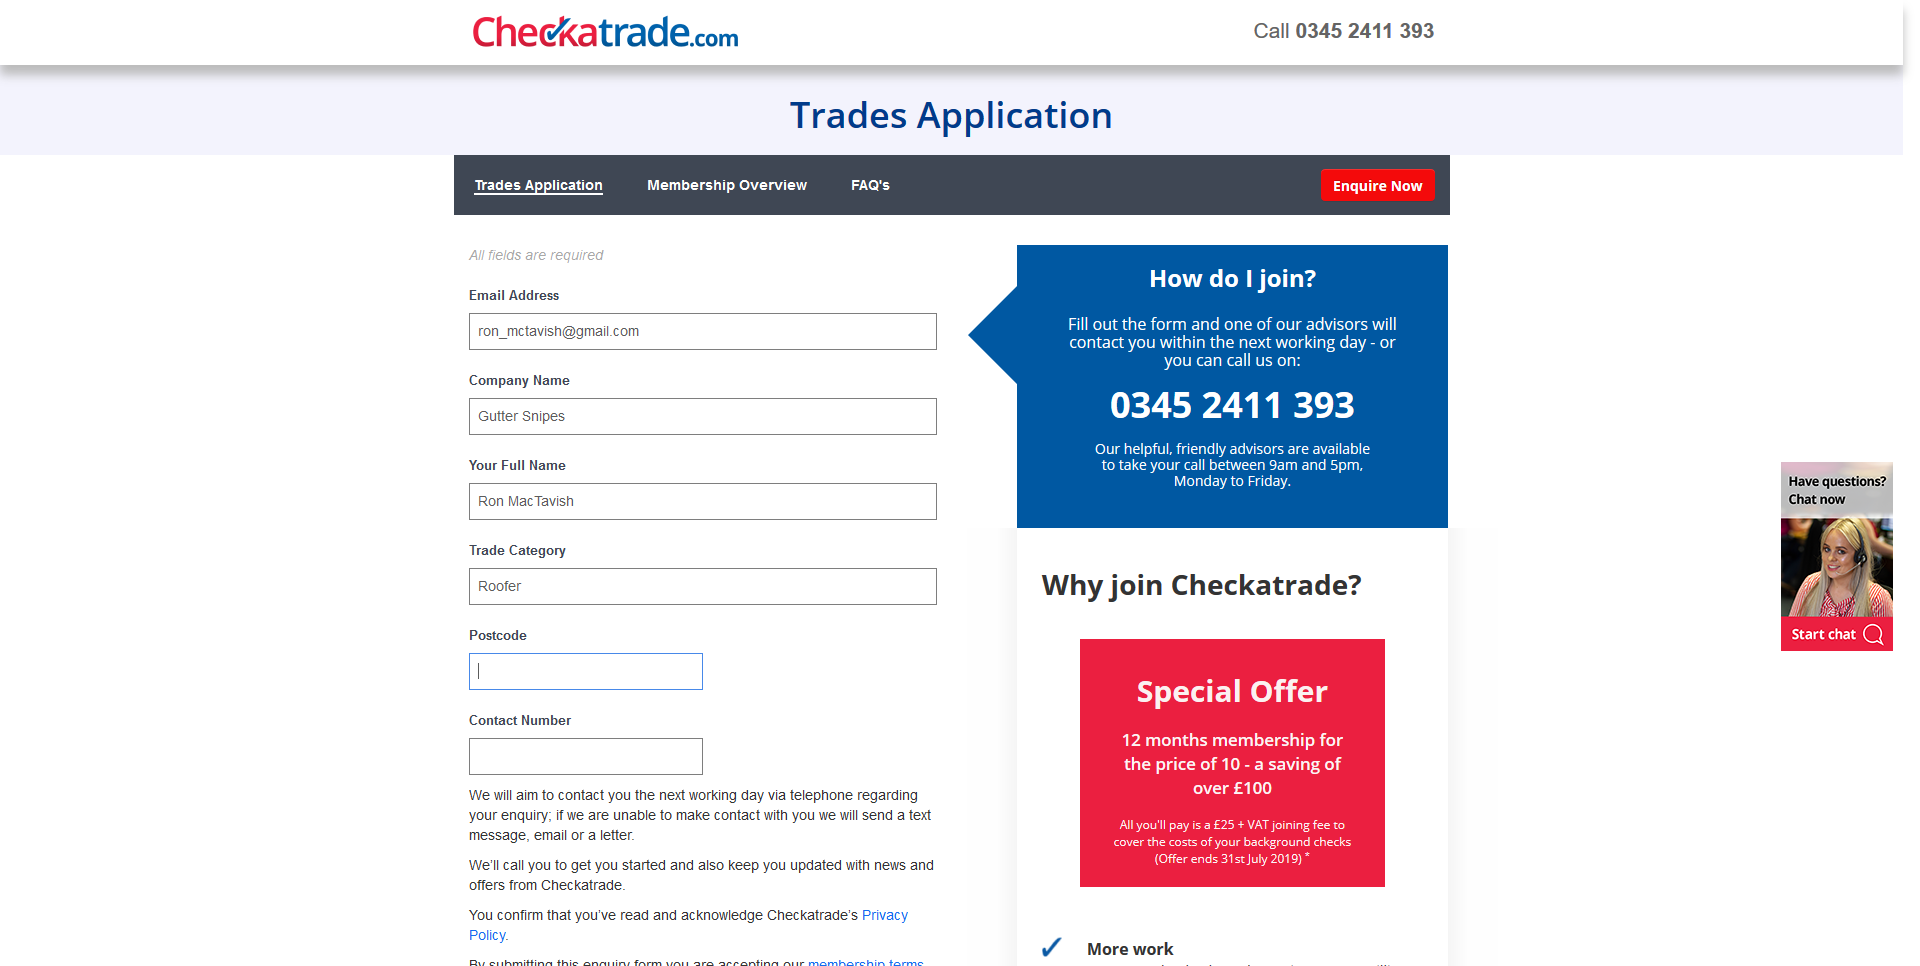 Checkatrade.com
Call 0345 2411 393
Trades Application
Trades Application
Membership Overview
FAQ's
Enquire Now
All fields are required
Email Address
ron_mctavish@gmail.com
Company Name
Gutter Snipes
Your Full Name
Ron MacTavish
Trade Category
Roofer
Postcode
Contact Number
We will aim to contact you the next working day via telephone regarding
your enquiry; if we are unable to make contact with you we will send a text
message, email or a letter.
We'll call you to get you started and also keep you updated with news and
offers from Checkatrade.
You confirm that you've read and acknowledge Checkatrade's Privacy
Policy.
By submitting this enquiry form you are accepting our membership terms
How do I join?
Fill out the form and one of our advisors will
contact you within the next working day - or
you can call us on:
0345 2411 393
Our helpful, friendly advisors are available
to take your call between 9am and 5pm,
Monday to Friday.
Why join Checkatrade?
Special Offer
12 months membership for
the price of 10 - a saving of
over £100
All you'll pay is a £25 + VAT joining fee to
cover the costs of your background checks
(Offer ends 31st July 2019) *
More work
Have questions?
Chat now
Start chat